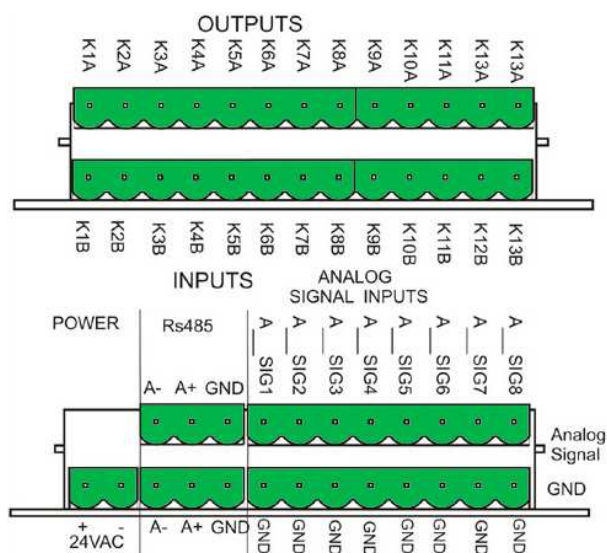 OUTPUTS
K1A K2A K3A K4A K5A K6A K7A K8A K9A K10A K11A K13A K13A
K1B K2B K3B K4B K5B K6B K7B K8B K9B K10B K11B K12B K13B
INPUTS
ANALOG
SIGNAL INPUTS
POWER
Rs485
A A A A A A A A
SIG1 SIG2 SIG3 SIG4 SIG5 SIG6 SIG7 SIG8
A- A+ GND
Analog
Signal
GND
+ -
24VAC
A- A+ GND
GND GND GND GND GND GND GND GND